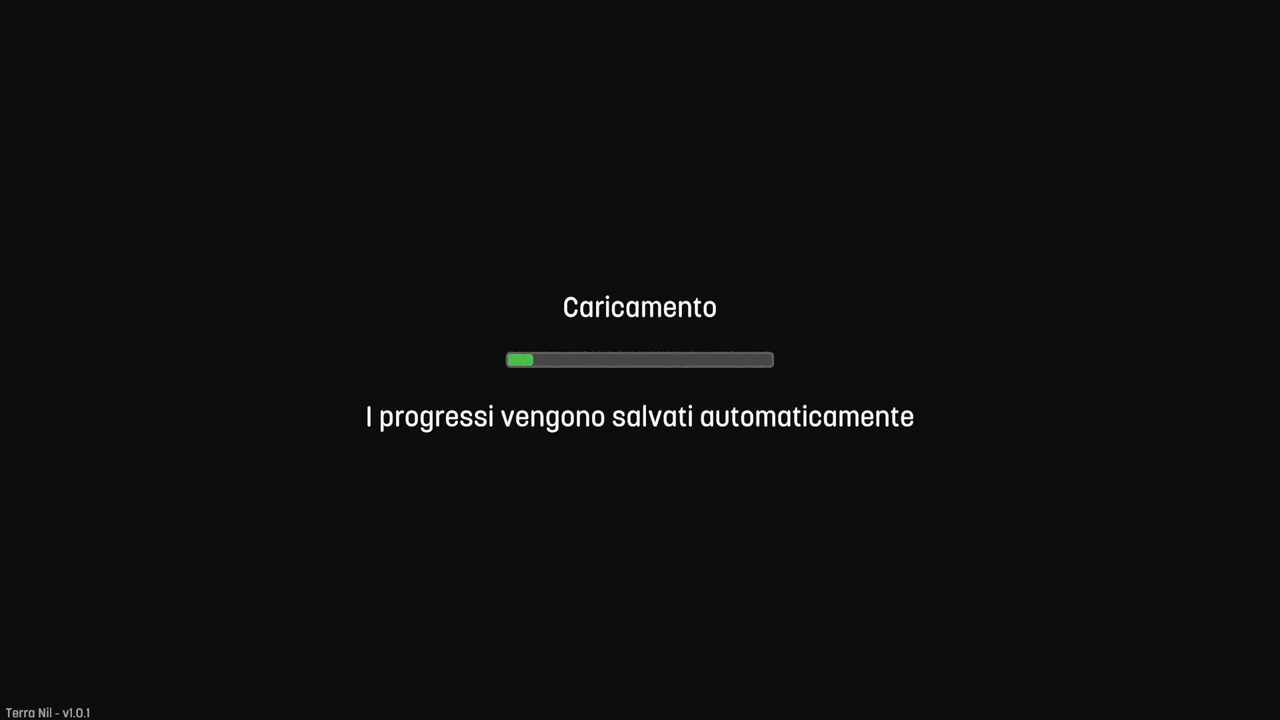 Caricamento
I progressi vengono salvati automaticamente
Terra Nil - v1.0.1